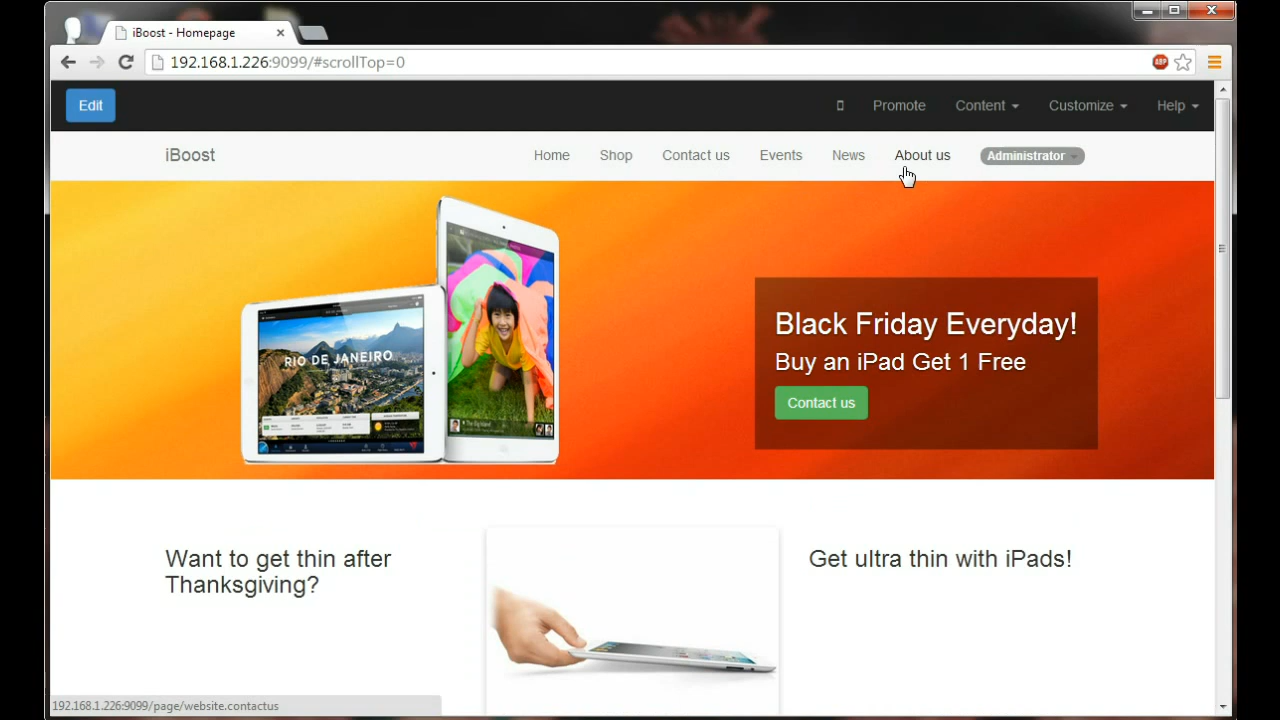 iBoost - Homepage
192.168.1.226:9099/#scrollTop=0
ABP
Edit
Promote
Content
Customize
Help
iBoost
Home
Shop
Contact us
Events
News
About us
Administrator
RIO DE JANEIRO
Black Friday Everyday!
Buy an iPad Get 1 Free
Contact us
Want to get thin after
Thanksgiving?
Get ultra thin with iPads!
192.168.1.226:9099/page/website.contactus